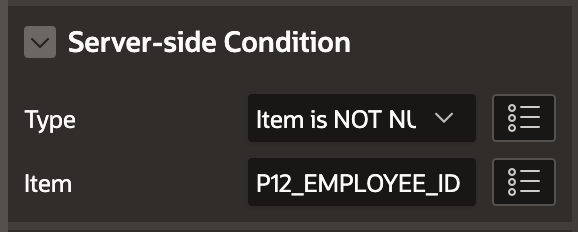 Server-side Condition
Type
Item is NOT NU
Item
P12_EMPLOYEE_ID